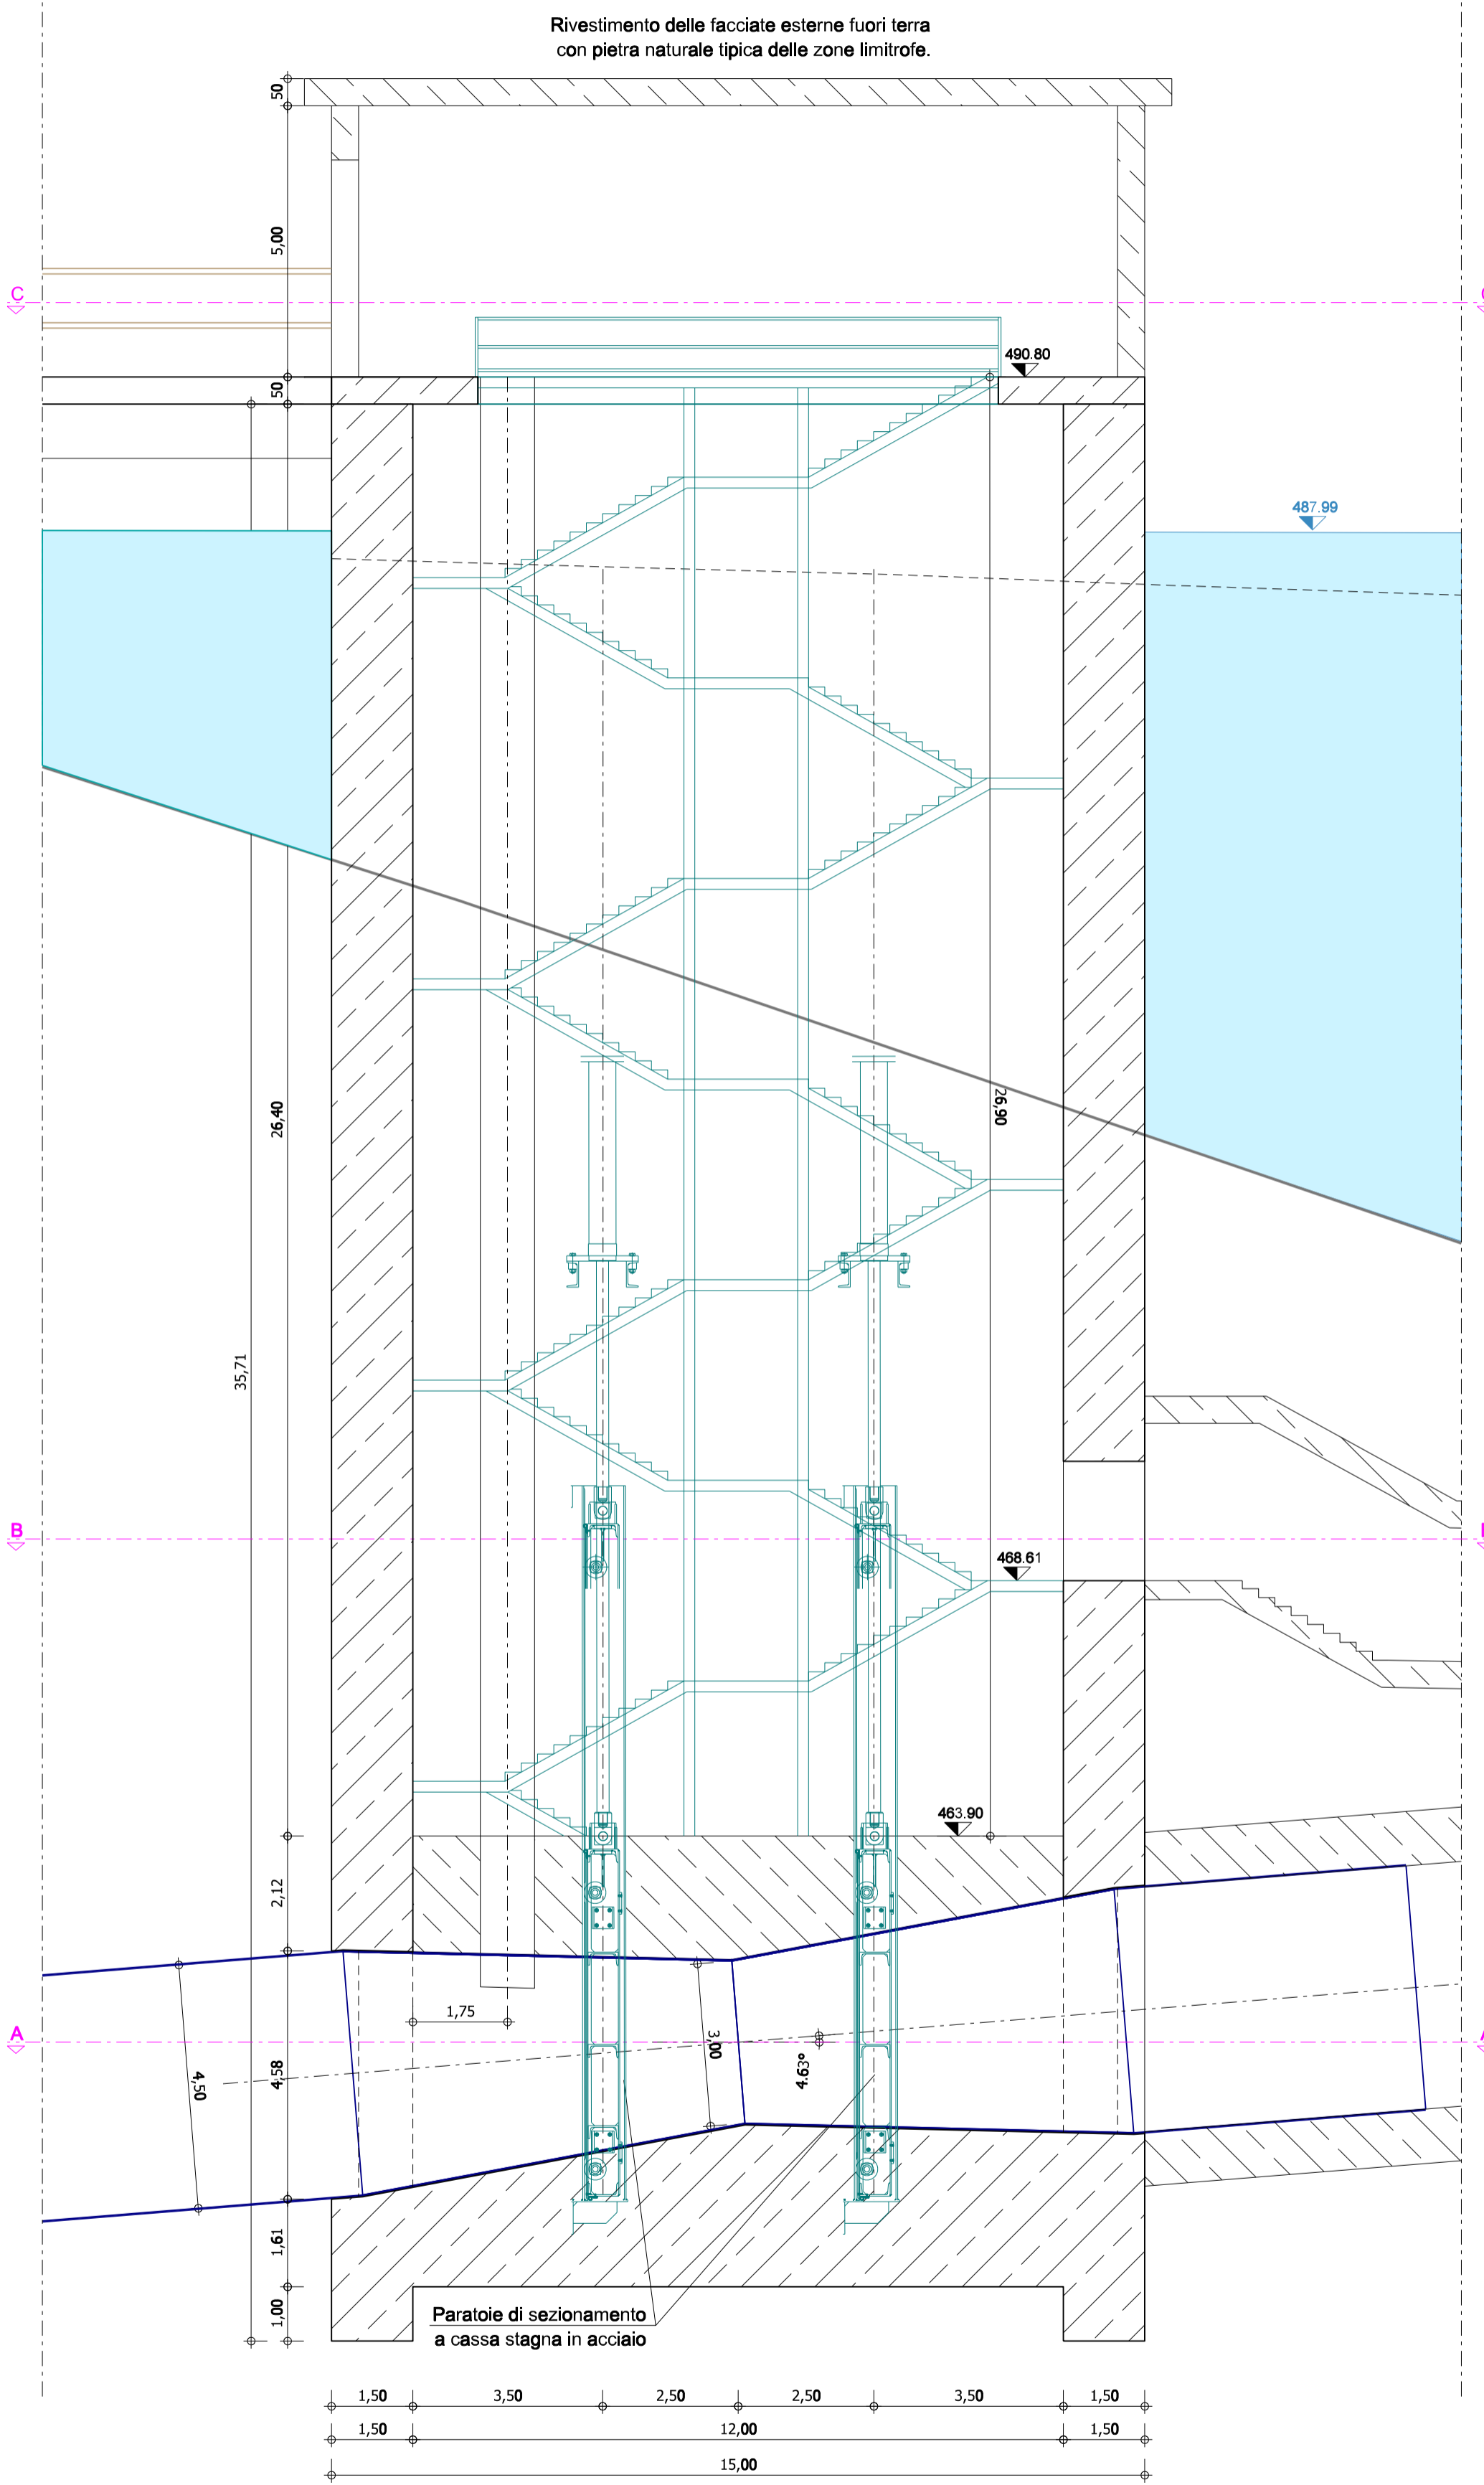 Rivestimento delle facciate esterne fuori terra
con pietra naturale tipica delle zone limitrofe.
50
5,00
C
C
490.80
50
487.99
26,40
26,90
35,71
B
B
468.61
463.90
2,12
1,75
A
A
3,00
4.63°
4,50
4,58
1,61
1,00
Paratoie di sezionamento
a cassa stagna in acciaio
1,50 3,50 2,50 2,50 3,50 1,50
1,50 12,00 1,50
15,00